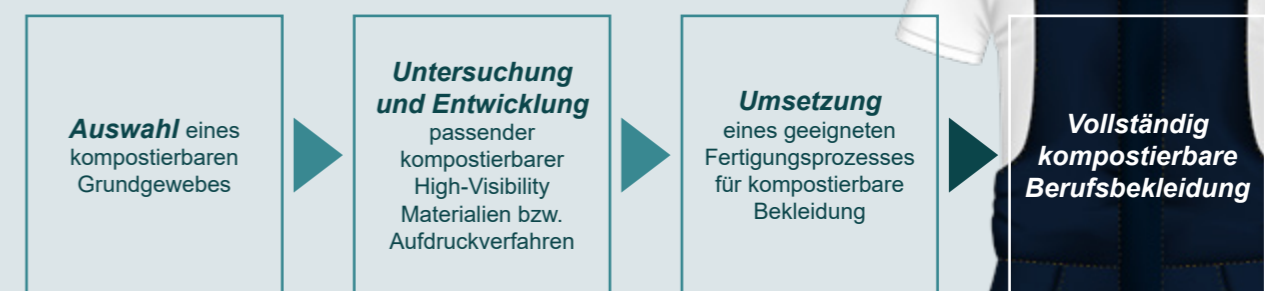 Auswahl eines
kompostierbaren
Grundgewebes
Untersuchung
und Entwicklung
passender
kompostierbarer
High-Visibility
Materialien bzw.
Aufdruckverfahren
Umsetzung
eines geeigneten
Fertigungsprozesses
für kompostierbare
Bekleidung
Vollständig
kompostierbare
Berufsbekleidung